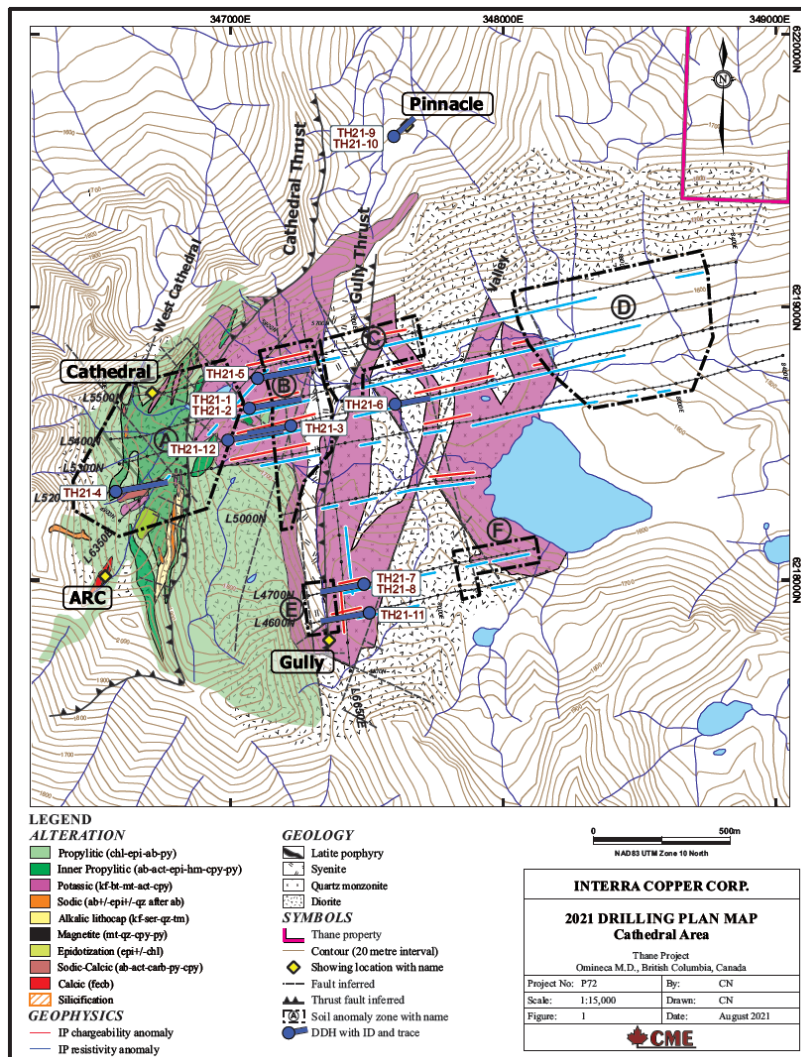 347000E
348000E
349000E
622000N
621900N
621800N
Pinnacle
TH21-9
TH21-10
N
Cathedral Thrust
Gully Thrust
West Cathedral
Valley
Cathedral
TH21-5
TH21-1
TH21-2
TH21-12
TH21-3
TH21-6
TH21-4
TH21-7
TH21-8
TH21-11
A
B
C
D
E
F
L5500N
L5400N
L5300N
L520
L5000N
L4700N
L4600N
L6350E
L6650E
ARC
Gully
LEGEND
ALTERATION
Propylitic (chl-epi-ab-py)
Inner Propylitic (ab-act-epi-hm-cpy-py)
Potassic (kf-bt-mt-act-cpy)
Sodic (ab+/-epi+/-qz after ab)
Alkalic lithocap (kf-ser-qz-tm)
Magnetite (mt-qz-cpy-py)
Epidotization (epi+/-chl)
Sodic-Calcic (ab-act-carb-py-cpy)
Calcic (fecb)
Silicification
GEOPHYSICS
IP chargeability anomaly
IP resistivity anomaly
GEOLOGY
Latite porphyry
Syenite
Quartz monzonite
Diorite
SYMBOLS
Thane property
Contour (20 metre interval)
Showing location with name
Fault inferred
Thrust fault inferred
A
Soil anomaly zone with name
DDH with ID and trace
0 500m
NAD83 UTM Zone 10 North
INTERRA COPPER CORP.
2021 DRILLING PLAN MAP
Cathedral Area
Thane Project
Omineca M.D., British Columbia, Canada
Project No: P72 By: CN
Scale: 1:15,000 Drawn: CN
Figure: 1 Date: August 2021
CME